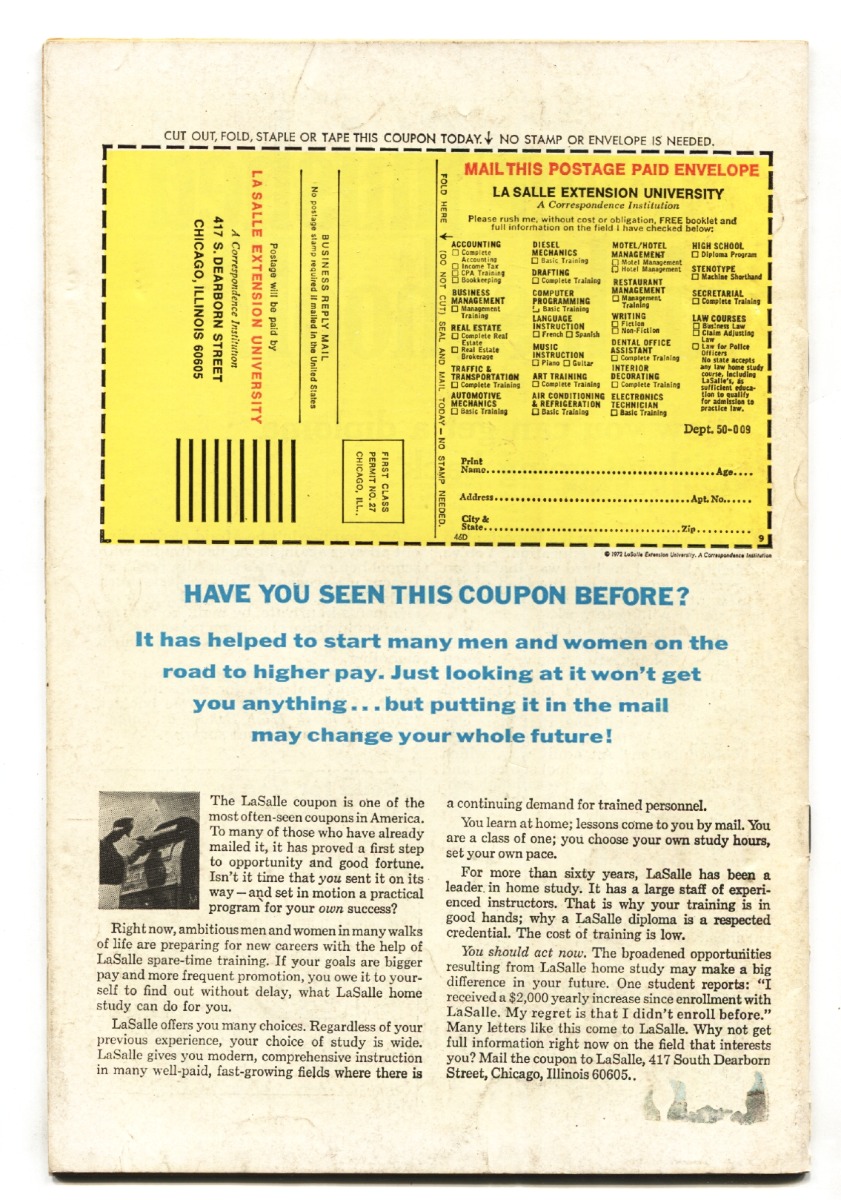 CUT OUT, FOLD, STAPLE OR TAPE THIS COUPON TODAY. ↓ NO STAMP OR ENVELOPE IS NEEDED.
Postage will be paid by
LA SALLE EXTENSION UNIVERSITY
A Correspondence Institution
417 S. DEARBORN STREET
CHICAGO, ILLINOIS 60605
BUSINESS REPLY MAIL
No postage stamp required if mailed in the United States
FIRST CLASS
PERMIT NO. 27
CHICAGO, ILL.
FOLD HERE → (DO NOT CUT) SEAL AND MAIL TODAY – NO STAMP NEEDED.
MAIL THIS POSTAGE PAID ENVELOPE
LA SALLE EXTENSION UNIVERSITY
A Correspondence Institution
Please rush me, without cost or obligation, FREE booklet and
full information on the field I have checked below:
ACCOUNTING
☐ Complete
Accounting
☐ Income Tax
☐ CPA Training
☐ Bookkeeping
BUSINESS
MANAGEMENT
☐ Management
Training
REAL ESTATE
☐ Complete Real
Estate
☐ Real Estate
Brokerage
TRAFFIC &
TRANSPORTATION
☐ Complete Training
AUTOMOTIVE
MECHANICS
☐ Basic Training
DIESEL
MECHANICS
☐ Basic Training
DRAFTING
☐ Complete Training
COMPUTER
PROGRAMMING
☐ Basic Training
LANGUAGE
INSTRUCTION
☐ French ☐ Spanish
MUSIC
INSTRUCTION
☐ Piano ☐ Guitar
ART TRAINING
☐ Complete Training
AIR CONDITIONING
& REFRIGERATION
☐ Basic Training
MOTEL/HOTEL
MANAGEMENT
☐ Motel Management
☐ Hotel Management
RESTAURANT
MANAGEMENT
☐ Management
Training
WRITING
☐ Fiction
☐ Non-Fiction
DENTAL OFFICE
ASSISTANT
☐ Complete Training
INTERIOR
DECORATING
☐ Complete Training
ELECTRONICS
TECHNICIAN
☐ Basic Training
HIGH SCHOOL
☐ Diploma Program
STENOTYPE
☐ Machine Shorthand
SECRETARIAL
☐ Complete Training
LAW COURSES
☐ Business Law
☐ Claim Adjusting
Law
☐ Law for Police
Officers
No state accepts
any law home study
course, including
LaSalle's, as
sufficient educa-
tion to qualify
for admission to
practice law.
Dept. 50-009
Print
Name.....Age....
Address.....Apt. No......
City &
State.....Zip..........
46D 9
© 1972 LaSalle Extension University. A Correspondence Institution
HAVE YOU SEEN THIS COUPON BEFORE?
It has helped to start many men and women on the
road to higher pay. Just looking at it won't get
you anything...but putting it in the mail
may change your whole future!
The LaSalle coupon is one of the
most often-seen coupons in America.
To many of those who have already
mailed it, it has proved a first step
to opportunity and good fortune.
Isn't it time that you sent it on its
way — and set in motion a practical
program for your own success?
Right now, ambitious men and women in many walks
of life are preparing for new careers with the help of
LaSalle spare-time training. If your goals are bigger
pay and more frequent promotion, you owe it to your-
self to find out without delay, what LaSalle home
study can do for you.
LaSalle offers you many choices. Regardless of your
previous experience, your choice of study is wide.
LaSalle gives you modern, comprehensive instruction
in many well-paid, fast-growing fields where there is
a continuing demand for trained personnel.
You learn at home; lessons come to you by mail. You
are a class of one; you choose your own study hours,
set your own pace.
For more than sixty years, LaSalle has been a
leader in home study. It has a large staff of experi-
enced instructors. That is why your training is in
good hands; why a LaSalle diploma is a respected
credential. The cost of training is low.
You should act now. The broadened opportunities
resulting from LaSalle home study may make a big
difference in your future. One student reports: "I
received a $2,000 yearly increase since enrollment with
LaSalle. My regret is that I didn't enroll before."
Many letters like this come to LaSalle. Why not get
full information right now on the field that interests
you? Mail the coupon to LaSalle, 417 South Dearborn
Street, Chicago, Illinois 60605..